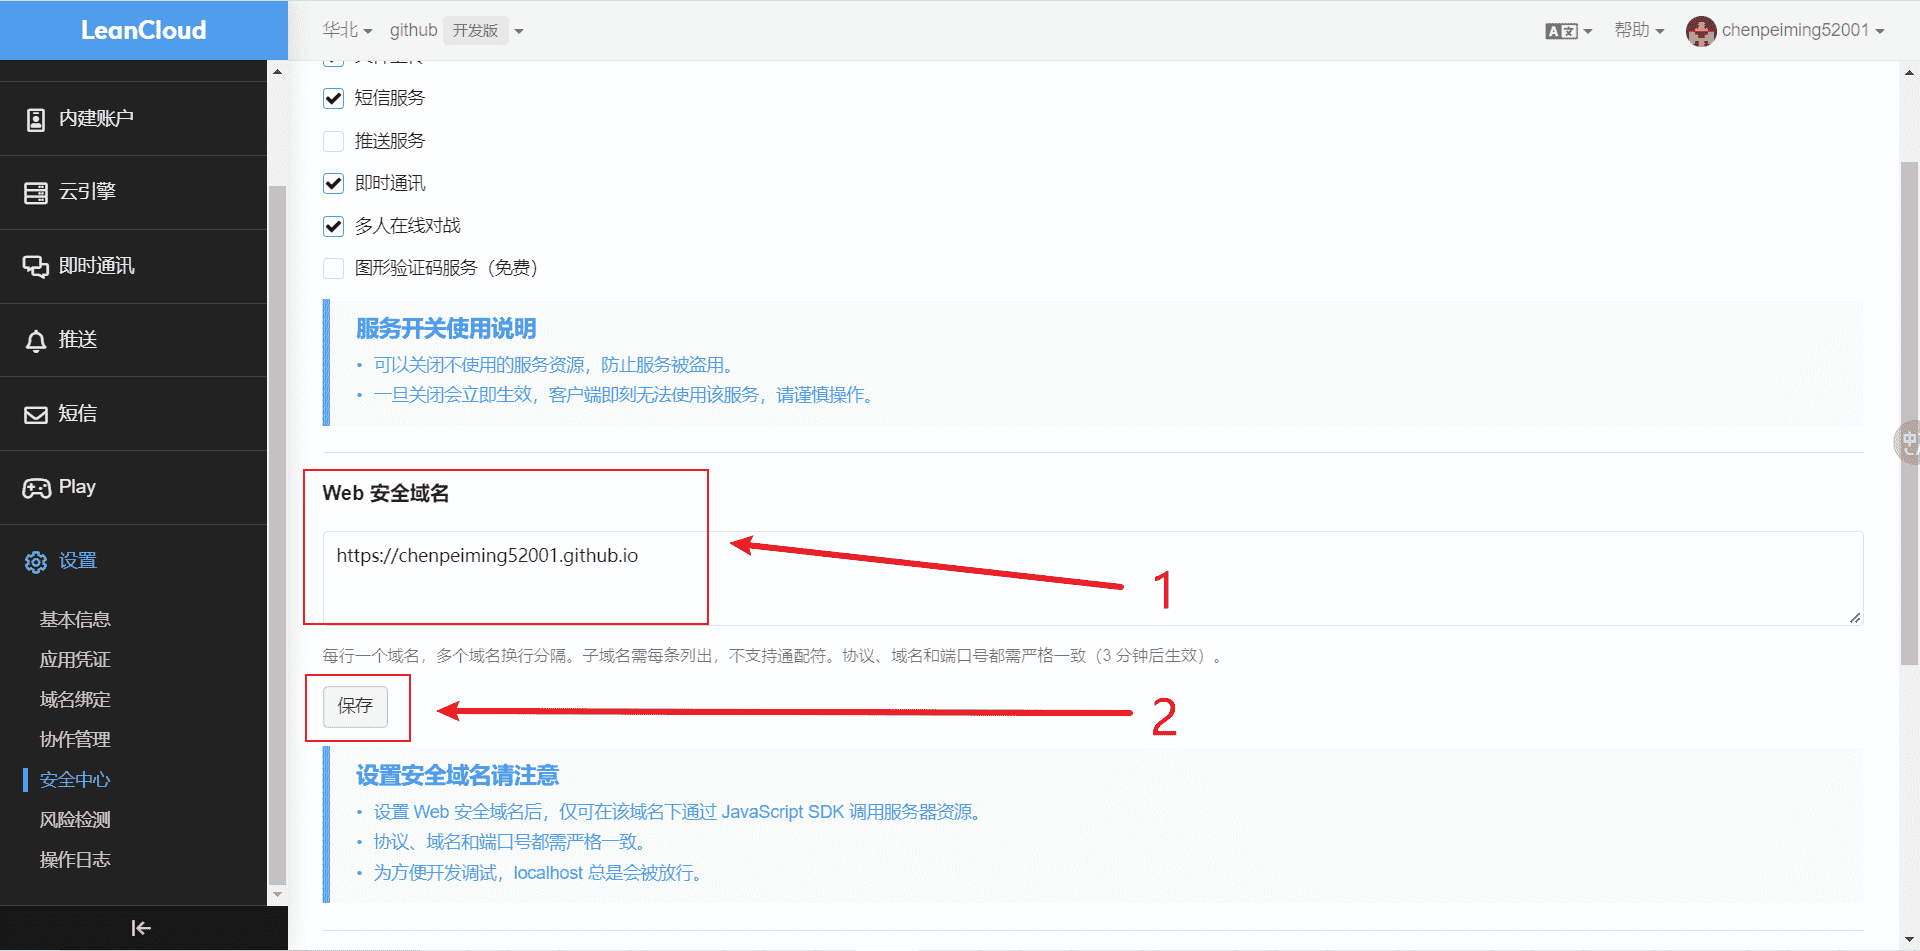 LeanCloud
华北 github 开发版
帮助 chenpeiming52001
内建账户
云引擎
即时通讯
推送
短信
Play
设置
基本信息
应用凭证
域名绑定
协作管理
安全中心
风险检测
操作日志
短信服务
推送服务
即时通讯
多人在线对战
图形验证码服务（免费）
服务开关使用说明
• 可以关闭不使用的服务资源，防止服务被盗用。
• 一旦关闭会立即生效，客户端即刻无法使用该服务，请谨慎操作。
Web 安全域名
https://chenpeiming52001.github.io
1
每行一个域名，多个域名换行分隔。子域名需每条列出，不支持通配符。协议、域名和端口号都需严格一致（3 分钟后生效）。
保存
2
设置安全域名请注意
• 设置 Web 安全域名后，仅可在该域名下通过 JavaScript SDK 调用服务器资源。
• 协议、域名和端口号都需严格一致。
• 为方便开发调试，localhost 总是会被放行。